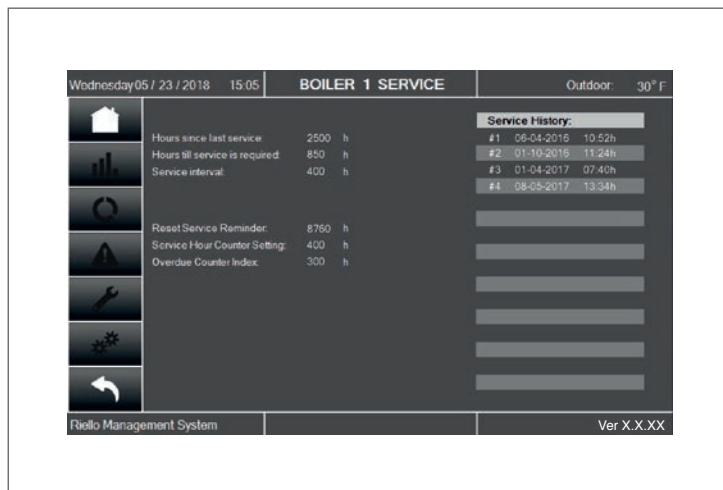 Wednesday 05 / 23 / 2018 15:05 BOILER 1 SERVICE Outdoor: 30° F
Service History:
Hours since last service: 2500 h
Hours till service is required: 850 h
Service interval: 400 h
#1 06-04-2016 10:52h
#2 01-10-2016 11:24h
#3 01-04-2017 07:40h
#4 08-05-2017 13:34h
Reset Service Reminder: 8760 h
Service Hour Counter Setting: 400 h
Overdue Counter Index: 300 h
Riello Management System Ver X.X.XX